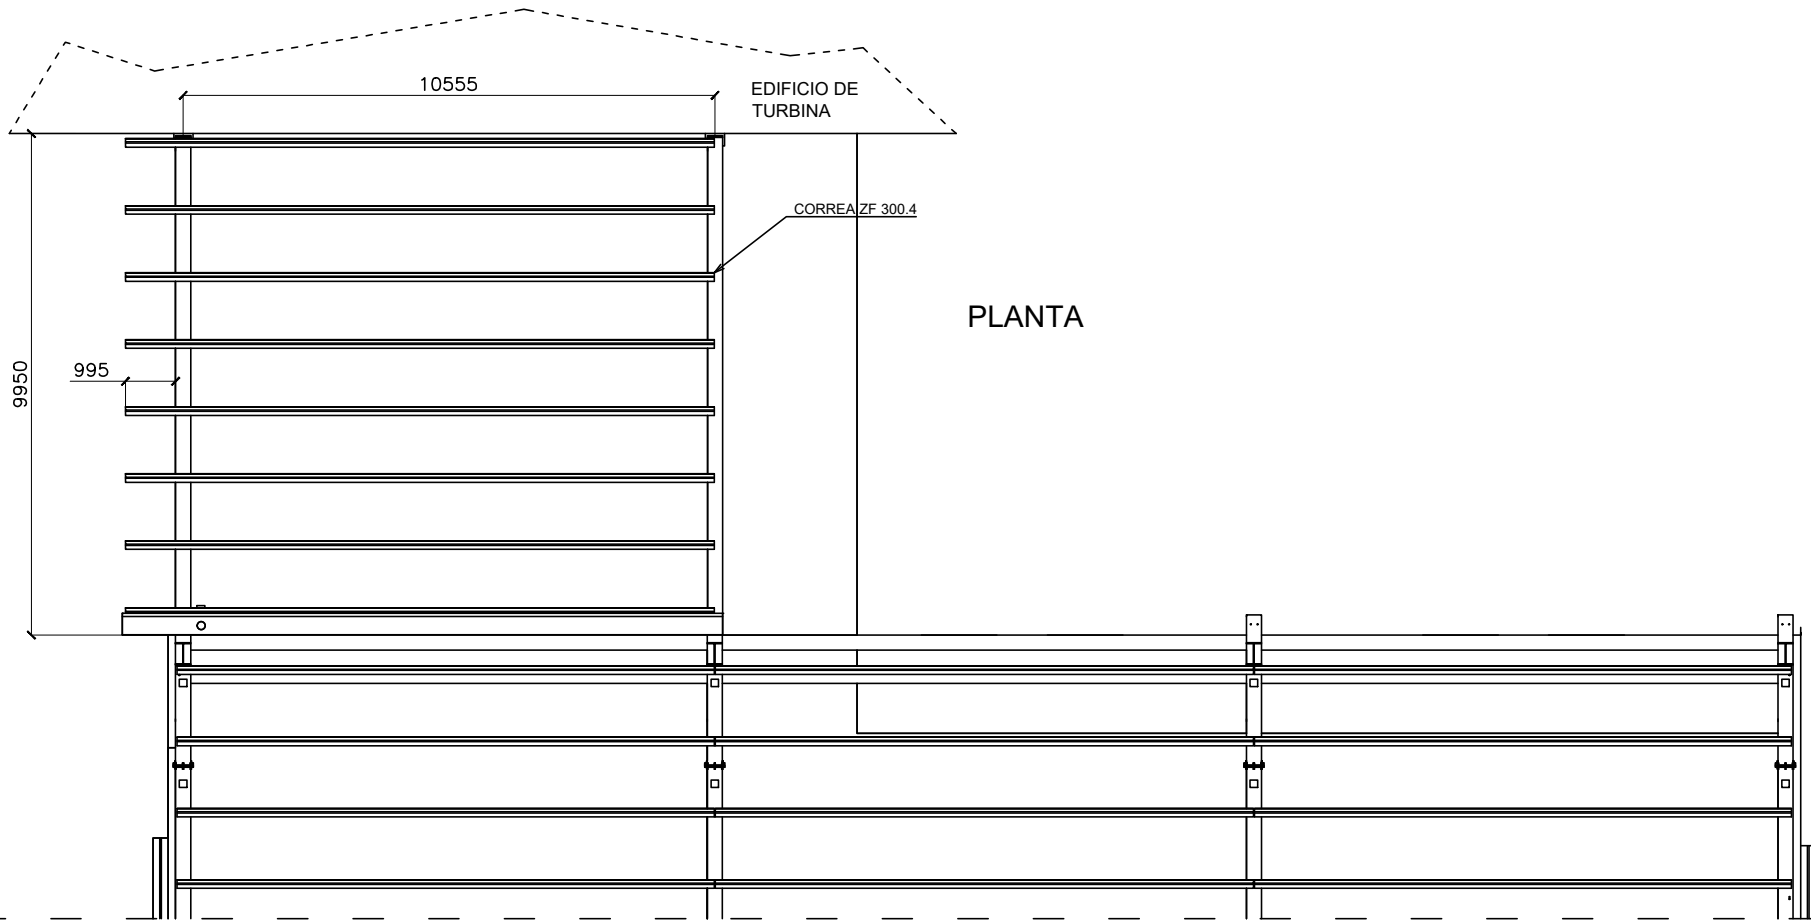 10555
EDIFICIO DE
TURBINA
CORREA ZF 300.4
PLANTA
995
9950